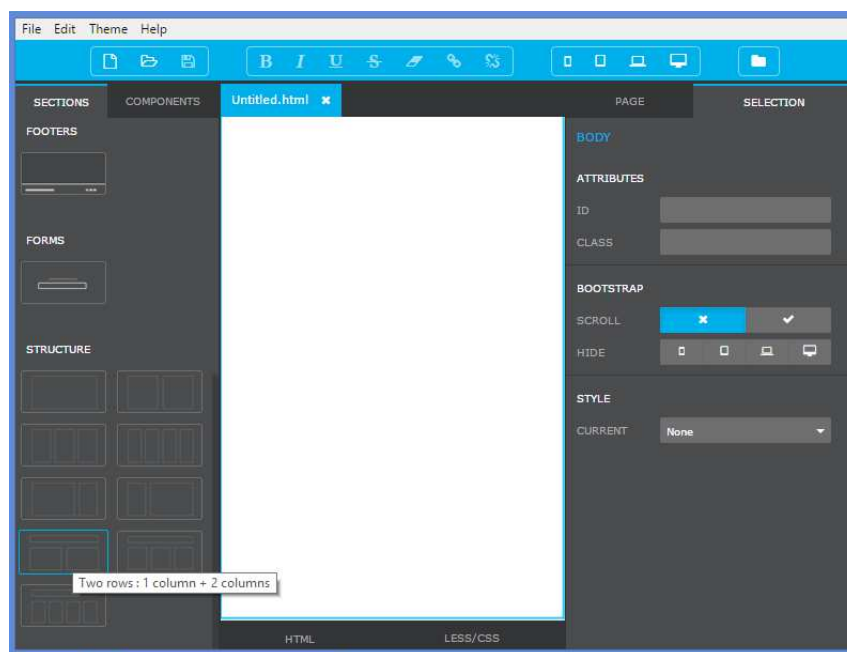 File Edit Theme Help
B I U S
SECTIONS COMPONENTS Untitled.html PAGE SELECTION
FOOTERS
BODY
ATTRIBUTES
ID
FORMS
CLASS
BOOTSTRAP
SCROLL
STRUCTURE
HIDE
STYLE
CURRENT None
Two rows : 1 column + 2 columns
HTML LESS/CSS